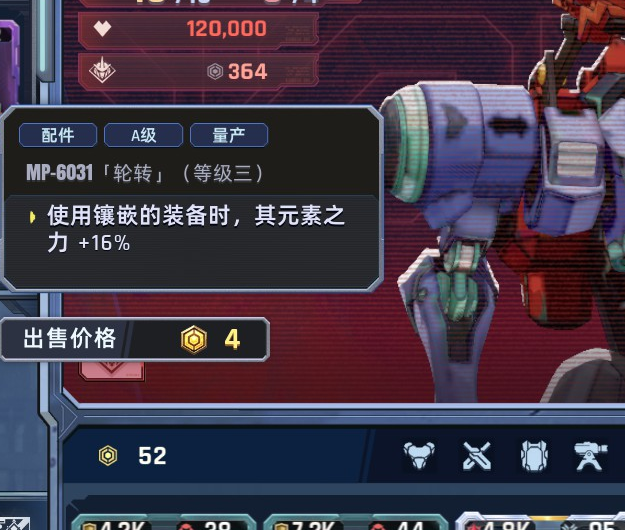 120,000
364
配件 A级 量产
MP-6031「轮转」（等级三）
使用镶嵌的装备时，其元素之
力 +16%
出售价格 4
52